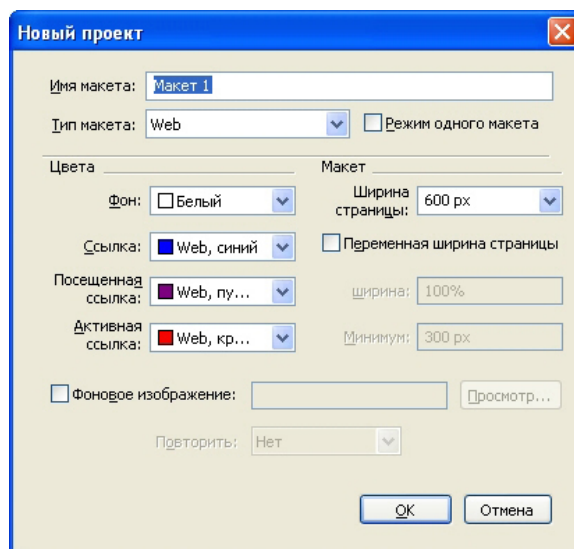 Новый проект
Имя макета: Макет 1
Тип макета: Web Режим одного макета
Цвета Макет
Фон: Белый Ширина страницы: 600 px
Ссылка: Web, синий Переменная ширина страницы
Посещенная ссылка: Web, пу... ширина: 100%
Активная ссылка: Web, кр... Минимум: 300 px
Фоновое изображение: Просмотр...
Повторить: Нет
OK Отмена